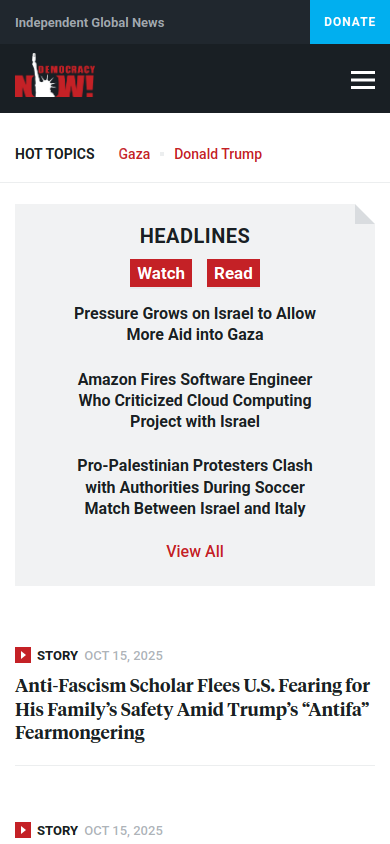 Independent Global News
DONATE
DEMOCRACY
NOW!
HOT TOPICS
Gaza
Donald Trump
HEADLINES
Watch
Read
Pressure Grows on Israel to Allow
More Aid into Gaza
Amazon Fires Software Engineer
Who Criticized Cloud Computing
Project with Israel
Pro-Palestinian Protesters Clash
with Authorities During Soccer
Match Between Israel and Italy
View All
STORY OCT 15, 2025
Anti-Fascism Scholar Flees U.S. Fearing for
His Family’s Safety Amid Trump’s “Antifa”
Fearmongering
STORY OCT 15, 2025